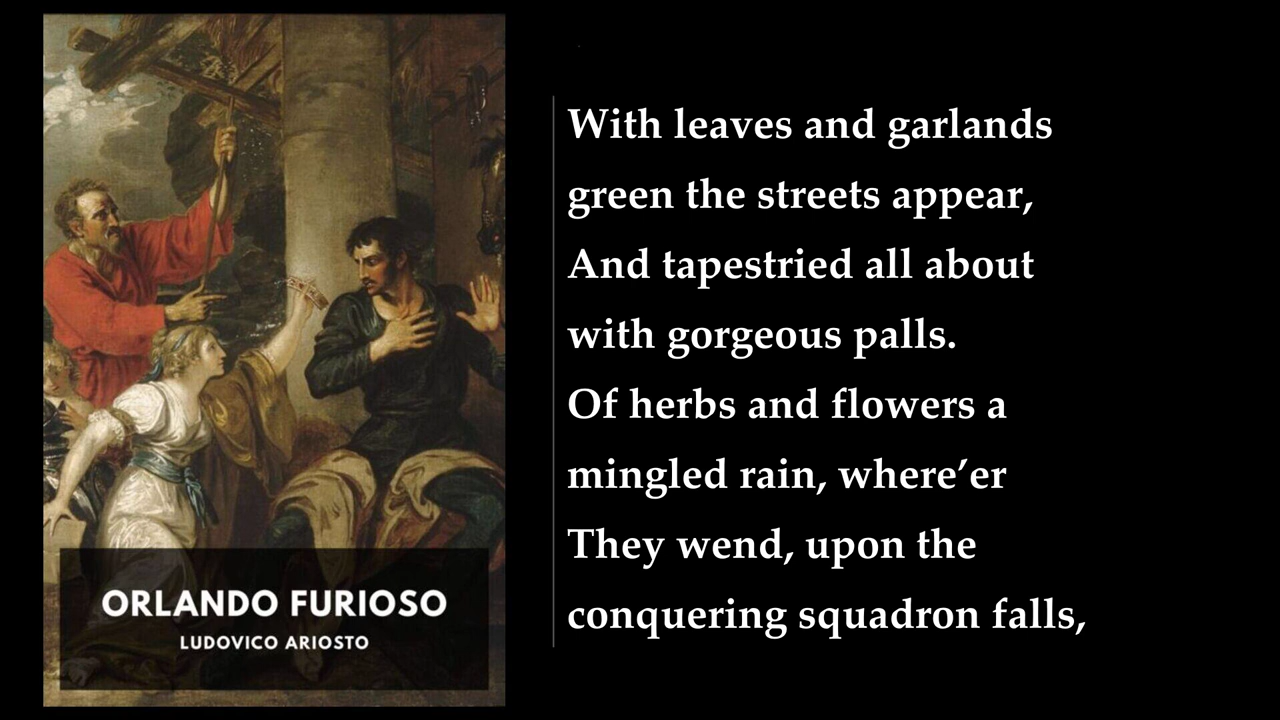 With leaves and garlands
green the streets appear,
And tapestried all about
with gorgeous palls.
Of herbs and flowers a
mingled rain, where’er
They wend, upon the
conquering squadron falls,
ORLANDO FURIOSO
LUDOVICO ARIOSTO